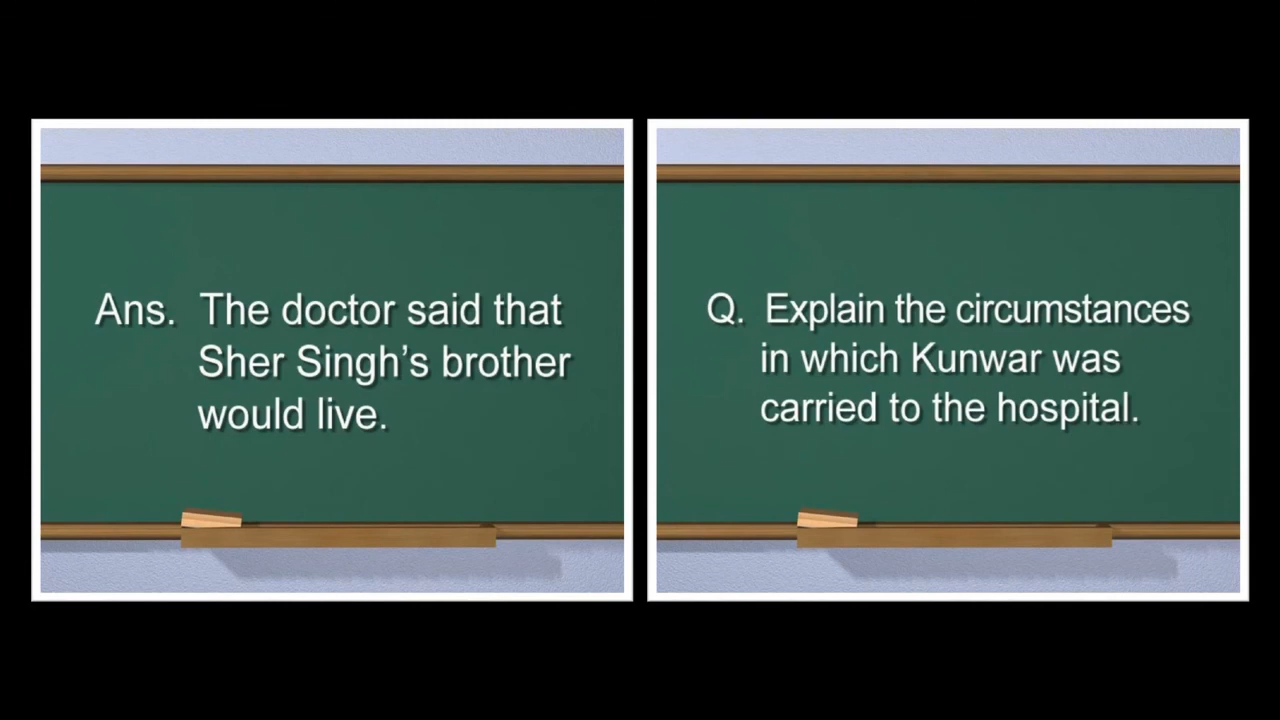 Ans. The doctor said that
Sher Singh’s brother
would live.
Q. Explain the circumstances
in which Kunwar was
carried to the hospital.